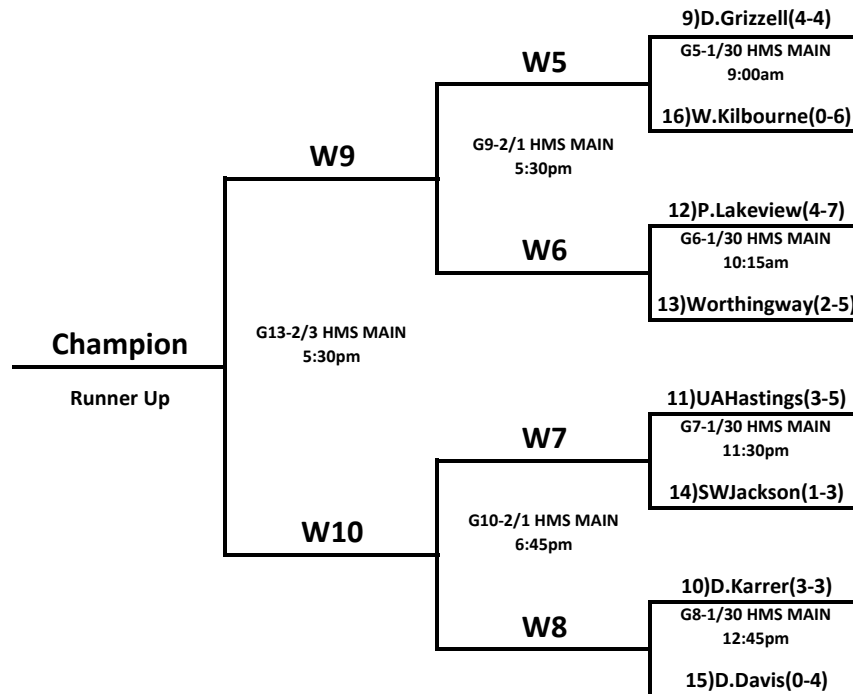 9)D.Grizzell(4-4)
W5
G5-1/30 HMS MAIN
9:00am
16)W.Kilbourne(0-6)
W9
G9-2/1 HMS MAIN
5:30pm
12)P.Lakeview(4-7)
W6
G6-1/30 HMS MAIN
10:15am
13)Worthingway(2-5)
Champion
G13-2/3 HMS MAIN
5:30pm
Runner Up
11)UAHastings(3-5)
W7
G7-1/30 HMS MAIN
11:30pm
14)SWJackson(1-3)
W10
G10-2/1 HMS MAIN
6:45pm
10)D.Karrer(3-3)
W8
G8-1/30 HMS MAIN
12:45pm
15)D.Davis(0-4)